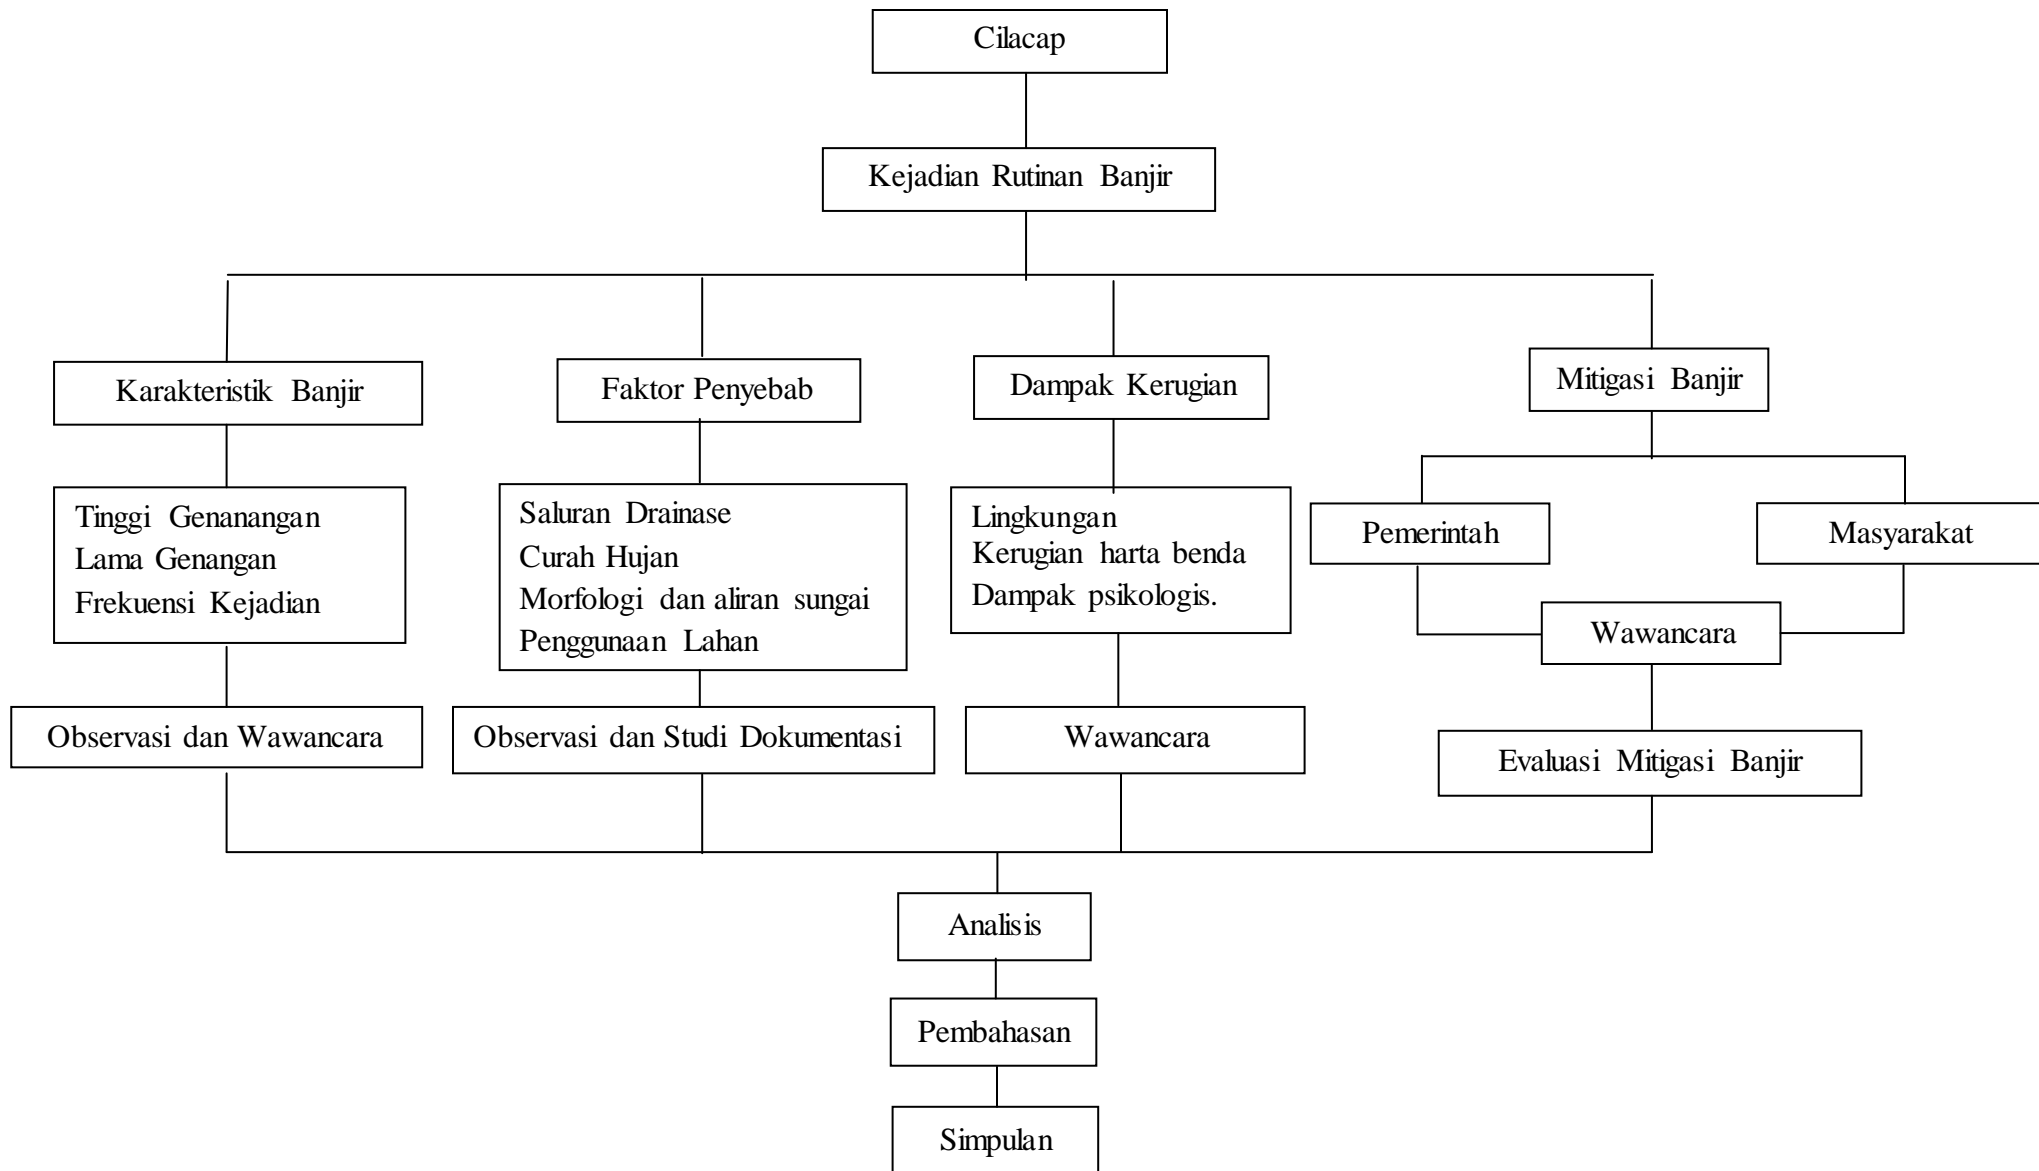 Cilacap
Kejadian Rutinan Banjir
Karakteristik Banjir
Faktor Penyebab
Dampak Kerugian
Mitigasi Banjir
Tinggi Genanangan
Lama Genangan
Frekuensi Kejadian
Saluran Drainase
Curah Hujan
Morfologi dan aliran sungai
Penggunaan Lahan
Lingkungan
Kerugian harta benda
Dampak psikologis.
Pemerintah
Masyarakat
Wawancara
Observasi dan Wawancara
Observasi dan Studi Dokumentasi
Wawancara
Evaluasi Mitigasi Banjir
Analisis
Pembahasan
Simpulan